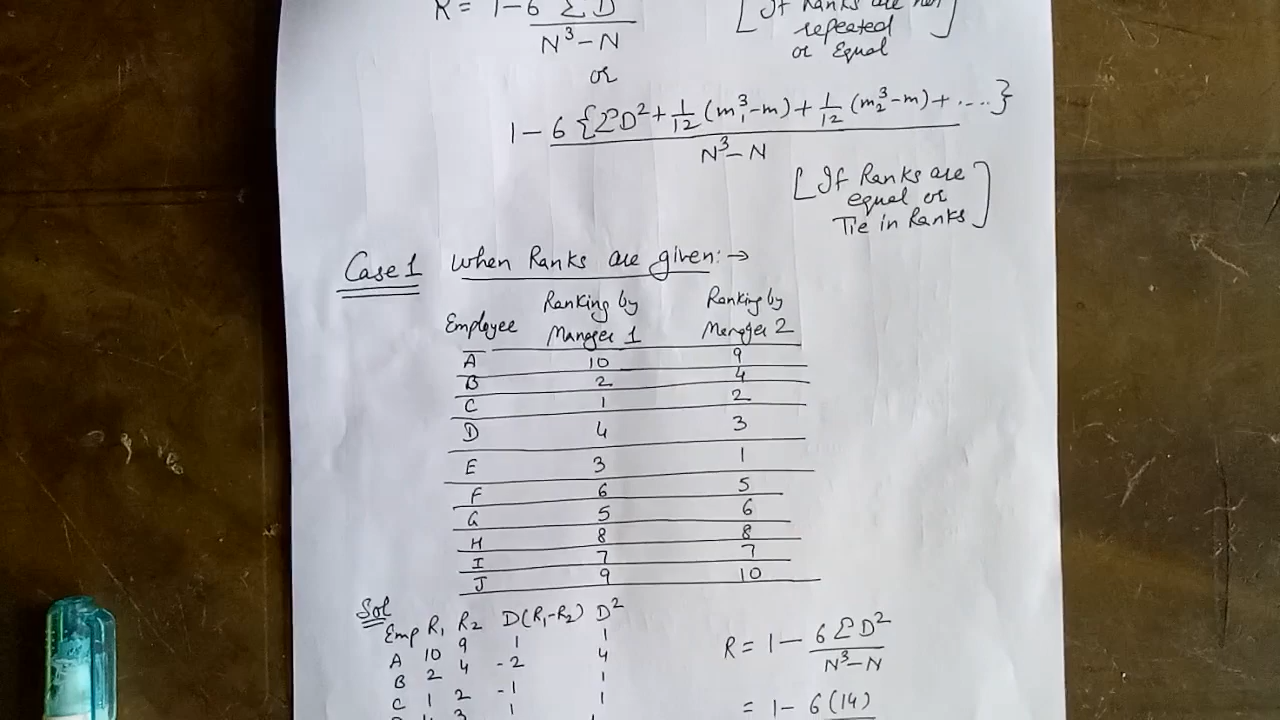 R = 1-6 Σ D
N³-N
[If Ranks are not
repeated
or Equal]
or
1 - 6 {ΣD² + 1/12 (m₁³-m) + 1/12 (m₂³-m) + ....}
N³-N
[If Ranks are
equal or
Tie in Ranks]
Case 1 When Ranks are given:→
Employee Ranking by Manager 1 Ranking by Manager 2
A 10 9
B 2 4
C 1 2
D 4 3
E 3 1
F 6 5
G 5 6
H 8 8
I 7 7
J 9 10
Sol
Emp R₁ R₂ D(R₁-R₂) D²
A 10 9 1 1
B 2 4 -2 4
C 1 2 -1 1
3 1 1
R = 1 - 6ΣD²
N³-N
= 1 - 6(14)